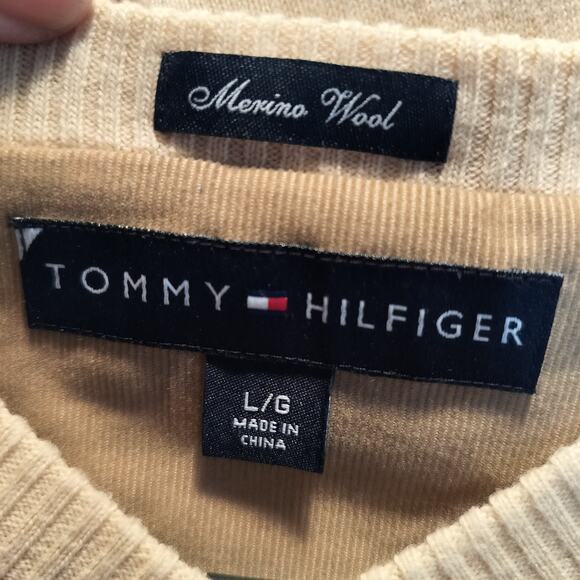 Merino Wool
TOMMY HILFIGER
L/G
MADE IN
CHINA